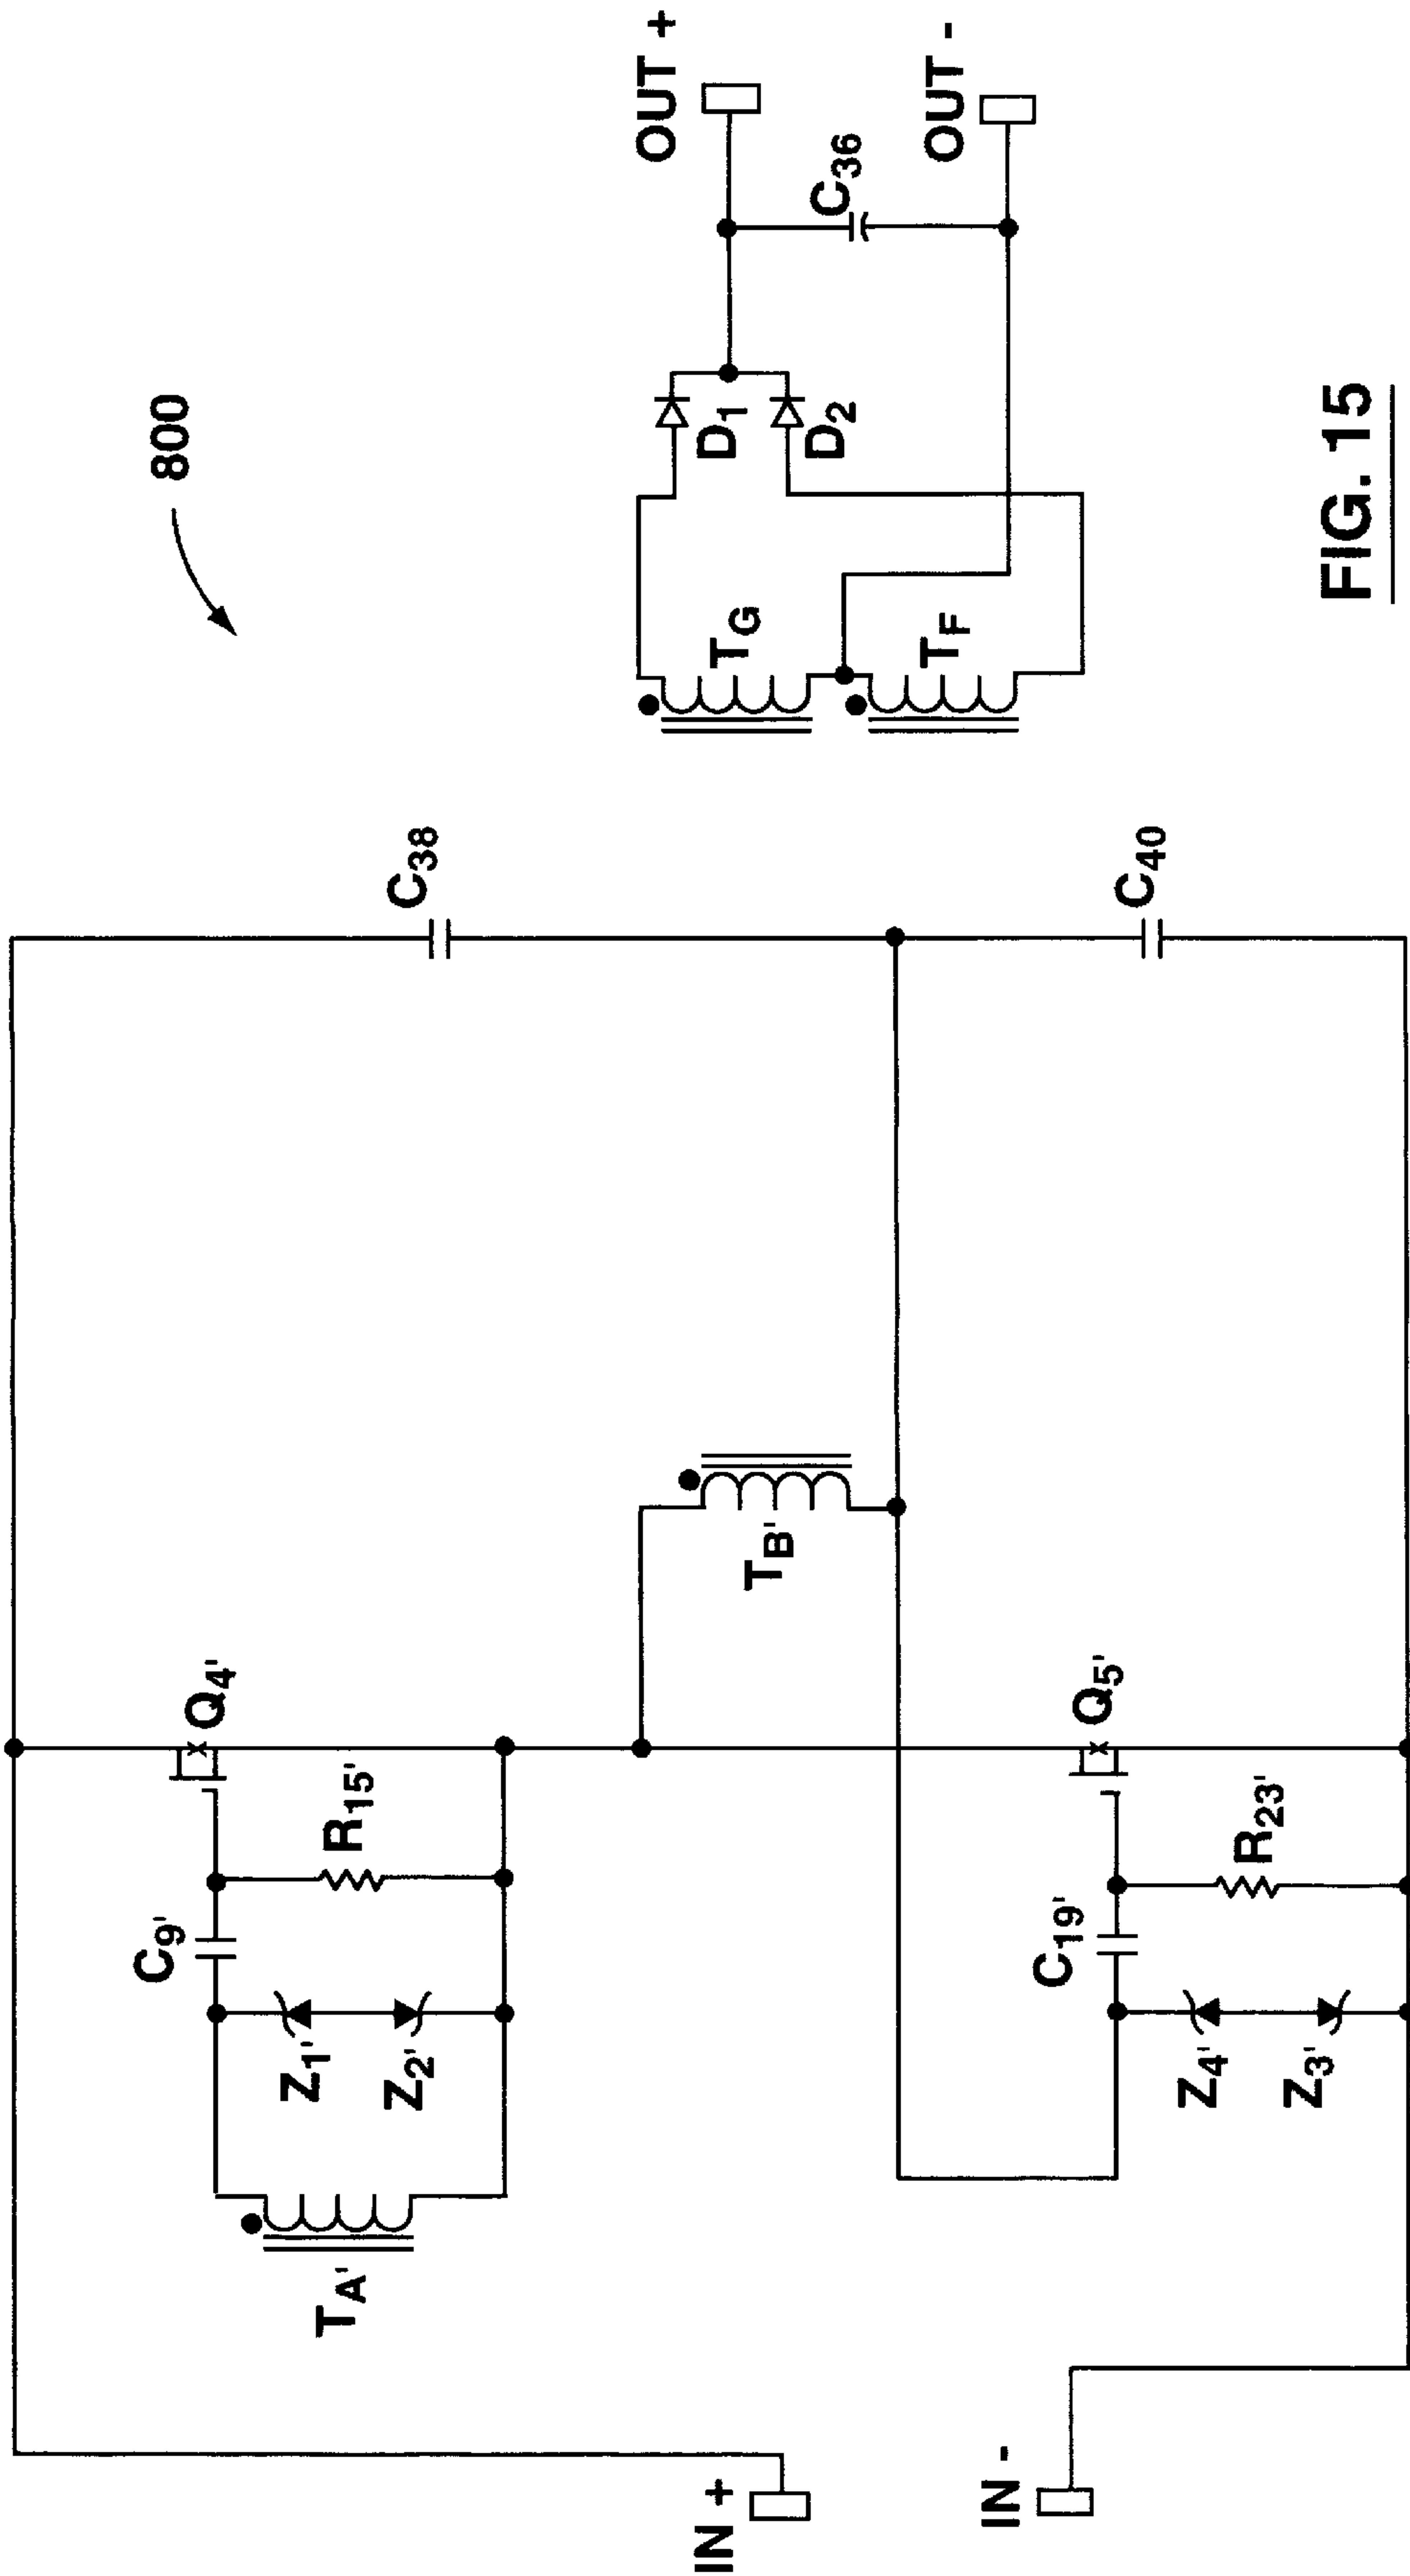 800
IN +
IN -
TA'
Z1'
Z2'
C9'
R15'
Q4'
TB'
Z4'
Z3'
C19'
R23'
Q5'
C38
C40
TG
TF
D1
D2
C36
OUT +
OUT -
FIG. 15